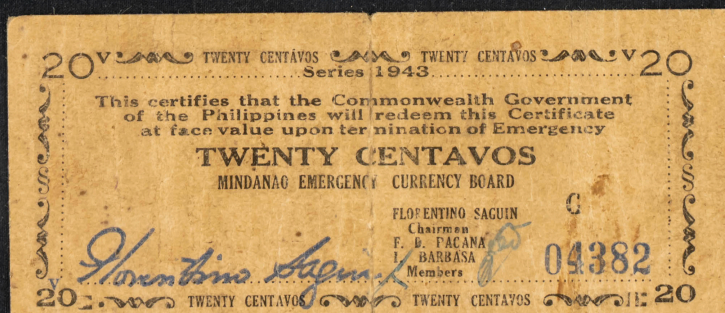 20 V TWENTY CENTAVOS TWENTY CENTAVOS V 20
Series 1943
This certifies that the Commonwealth Government
of the Philippines will redeem this Certificate
at face value upon termination of Emergency
TWENTY CENTAVOS
MINDANAO EMERGENCY CURRENCY BOARD
FLORENTINO SAGUIN C
Chairman
F. D. PACANA
I. BARBASA
Members
04382
Florentino Saguin
V
20 TWENTY CENTAVOS TWENTY CENTAVOS 20